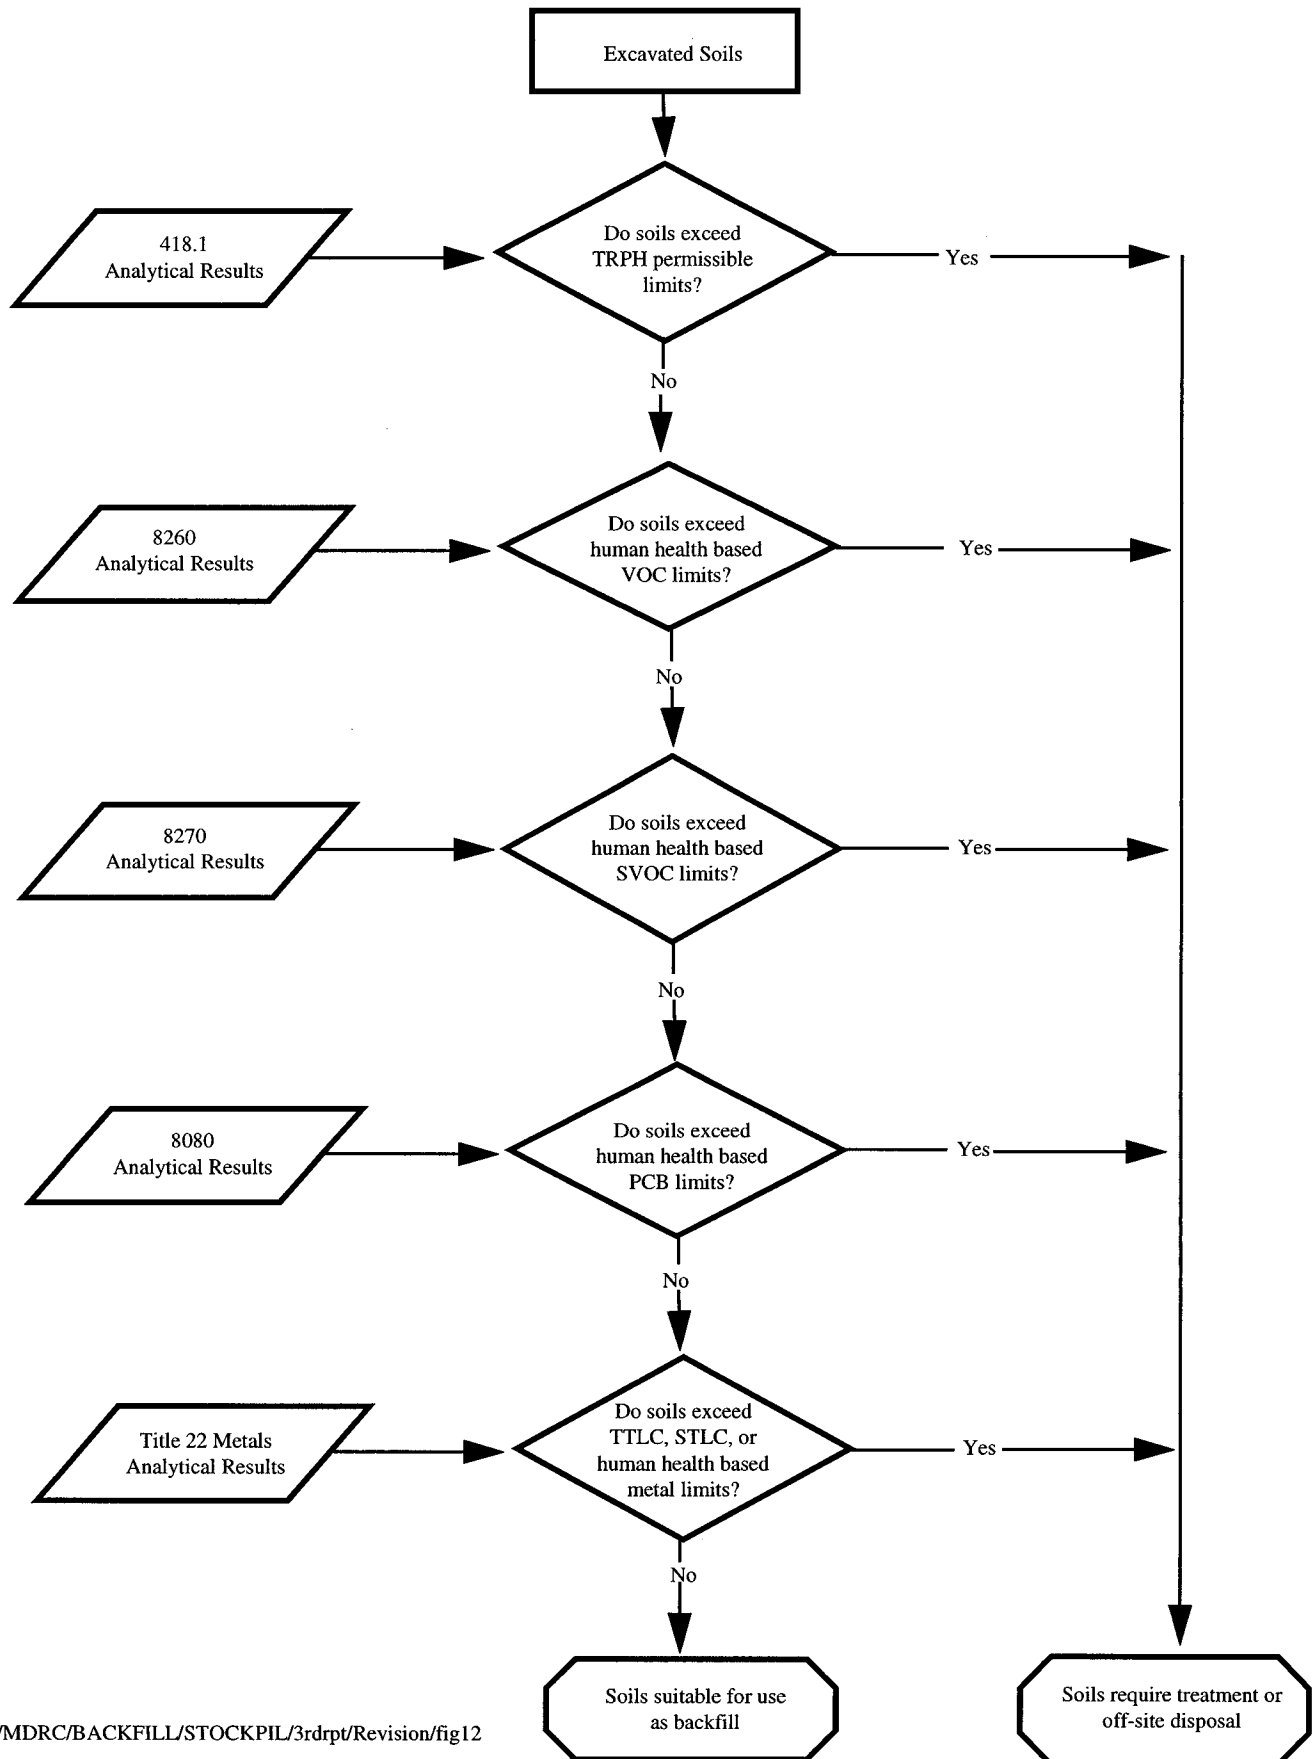 Excavated Soils
418.1
Analytical Results
Do soils exceed
TRPH permissible
limits?
Yes
No
8260
Analytical Results
Do soils exceed
human health based
VOC limits?
Yes
No
8270
Analytical Results
Do soils exceed
human health based
SVOC limits?
Yes
No
8080
Analytical Results
Do soils exceed
human health based
PCB limits?
Yes
No
Title 22 Metals
Analytical Results
Do soils exceed
TTLC, STLC, or
human health based
metal limits?
Yes
No
Soils suitable for use
as backfill
Soils require treatment or
off-site disposal
/MDRC/BACKFILL/STOCKPIL/3rdrpt/Revision/fig12